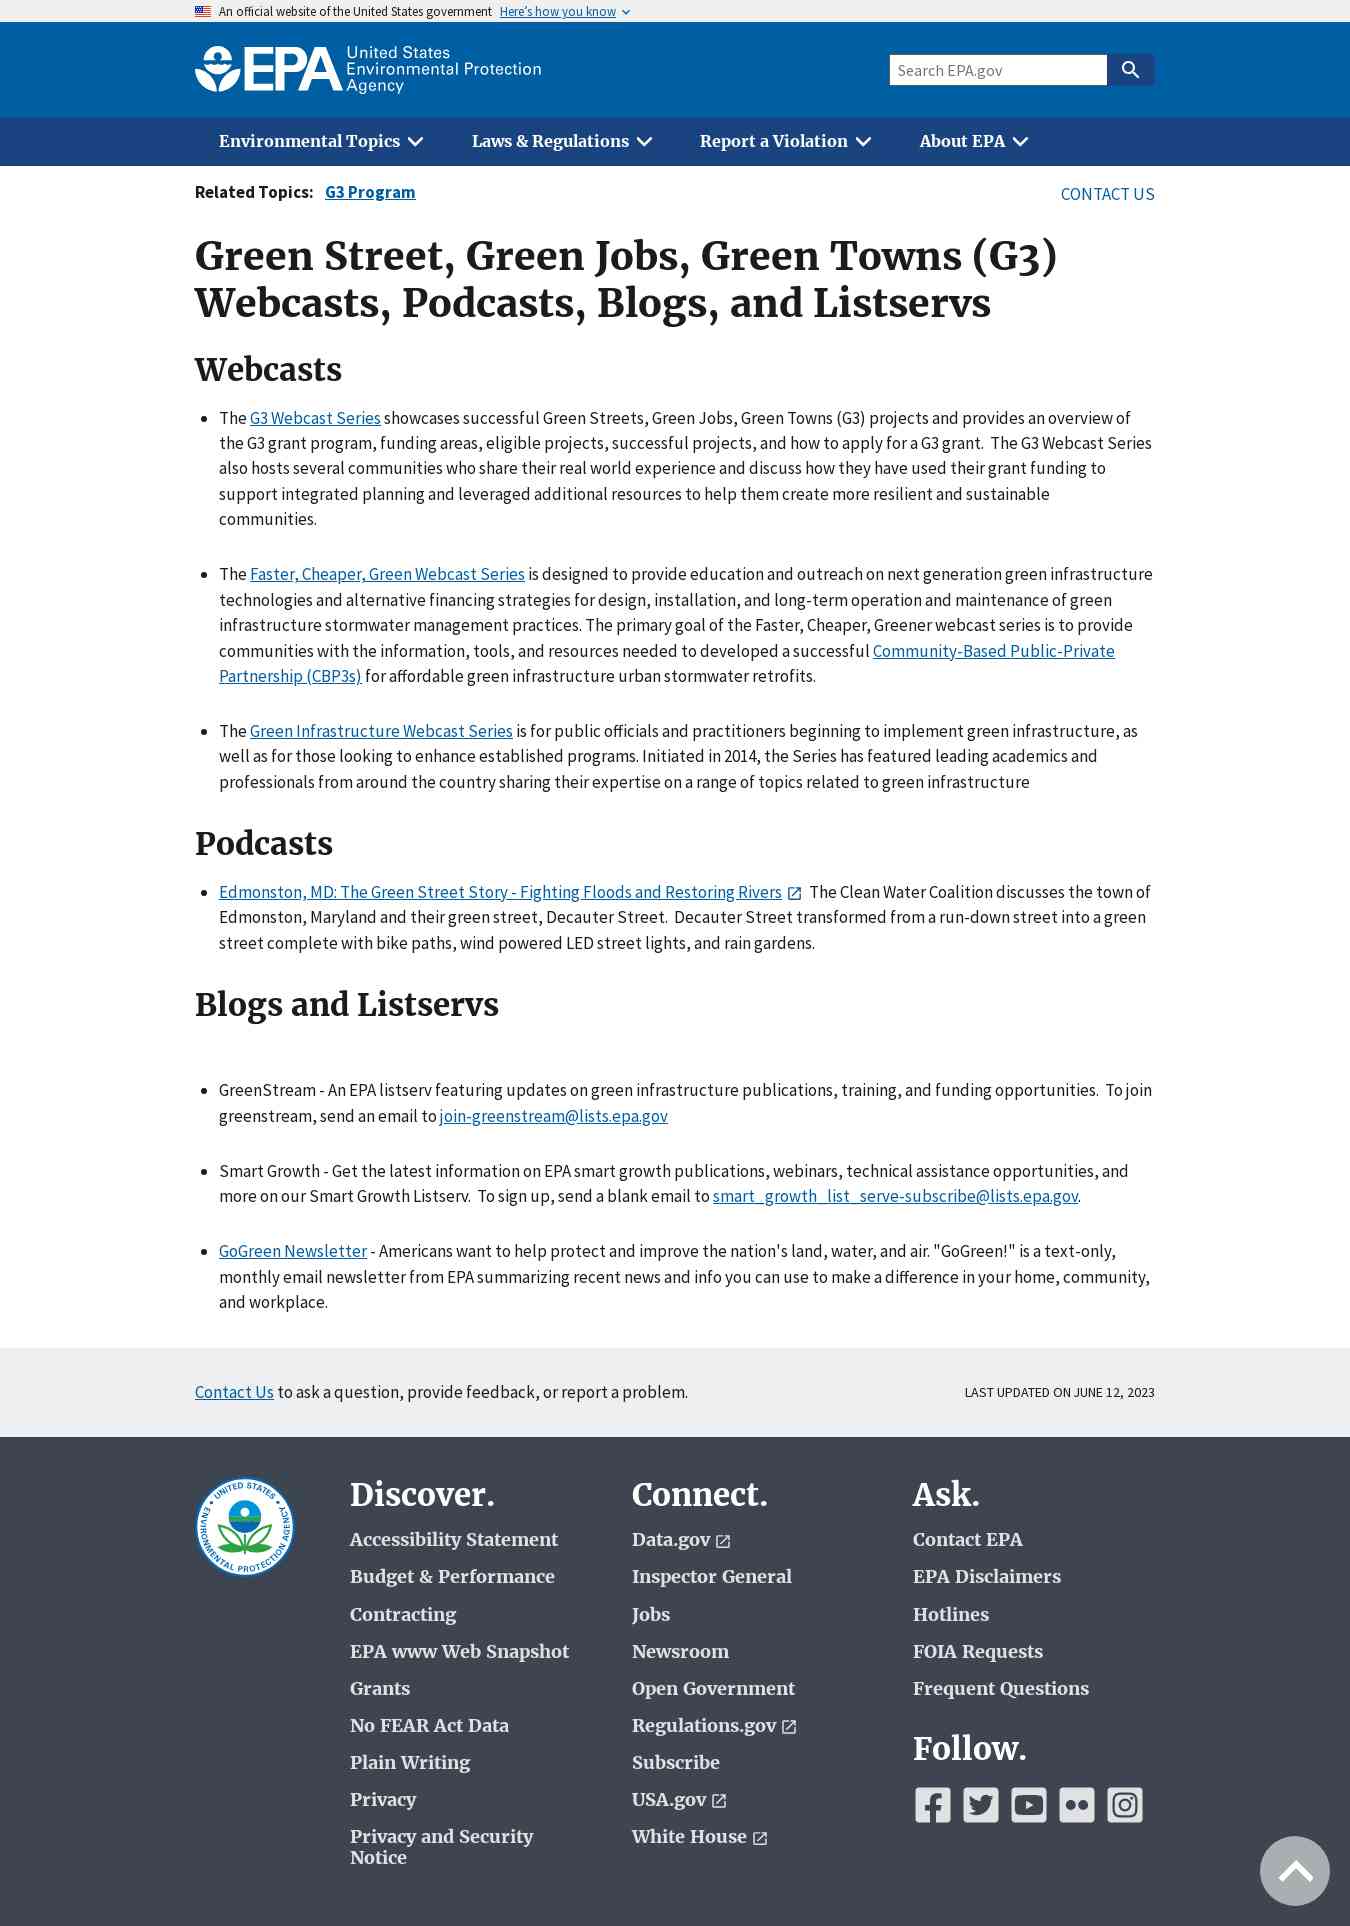 An official website of the United States government Here’s how you know
EPA United States
Environmental Protection
Agency
Search EPA.gov
Environmental Topics Laws & Regulations Report a Violation About EPA
Related Topics: G3 Program CONTACT US
Green Street, Green Jobs, Green Towns (G3)
Webcasts, Podcasts, Blogs, and Listservs
Webcasts
The G3 Webcast Series showcases successful Green Streets, Green Jobs, Green Towns (G3) projects and provides an overview of
the G3 grant program, funding areas, eligible projects, successful projects, and how to apply for a G3 grant.  The G3 Webcast Series
also hosts several communities who share their real world experience and discuss how they have used their grant funding to
support integrated planning and leveraged additional resources to help them create more resilient and sustainable
communities.
The Faster, Cheaper, Green Webcast Series is designed to provide education and outreach on next generation green infrastructure
technologies and alternative financing strategies for design, installation, and long-term operation and maintenance of green
infrastructure stormwater management practices. The primary goal of the Faster, Cheaper, Greener webcast series is to provide
communities with the information, tools, and resources needed to developed a successful Community-Based Public-Private
Partnership (CBP3s) for affordable green infrastructure urban stormwater retrofits.
The Green Infrastructure Webcast Series is for public officials and practitioners beginning to implement green infrastructure, as
well as for those looking to enhance established programs. Initiated in 2014, the Series has featured leading academics and
professionals from around the country sharing their expertise on a range of topics related to green infrastructure
Podcasts
Edmonston, MD: The Green Street Story - Fighting Floods and Restoring Rivers The Clean Water Coalition discusses the town of
Edmonston, Maryland and their green street, Decauter Street.  Decauter Street transformed from a run-down street into a green
street complete with bike paths, wind powered LED street lights, and rain gardens.
Blogs and Listservs
GreenStream - An EPA listserv featuring updates on green infrastructure publications, training, and funding opportunities.  To join
greenstream, send an email to join-greenstream@lists.epa.gov
Smart Growth - Get the latest information on EPA smart growth publications, webinars, technical assistance opportunities, and
more on our Smart Growth Listserv.  To sign up, send a blank email to smart_growth_list_serve-subscribe@lists.epa.gov.
GoGreen Newsletter - Americans want to help protect and improve the nation's land, water, and air. "GoGreen!" is a text-only,
monthly email newsletter from EPA summarizing recent news and info you can use to make a difference in your home, community,
and workplace.
Contact Us to ask a question, provide feedback, or report a problem. LAST UPDATED ON JUNE 12, 2023
UNITED STATES
ENVIRONMENTAL PROTECTION AGENCY
Discover.
Accessibility Statement
Budget & Performance
Contracting
EPA www Web Snapshot
Grants
No FEAR Act Data
Plain Writing
Privacy
Privacy and Security
Notice
Connect.
Data.gov
Inspector General
Jobs
Newsroom
Open Government
Regulations.gov
Subscribe
USA.gov
White House
Ask.
Contact EPA
EPA Disclaimers
Hotlines
FOIA Requests
Frequent Questions
Follow.